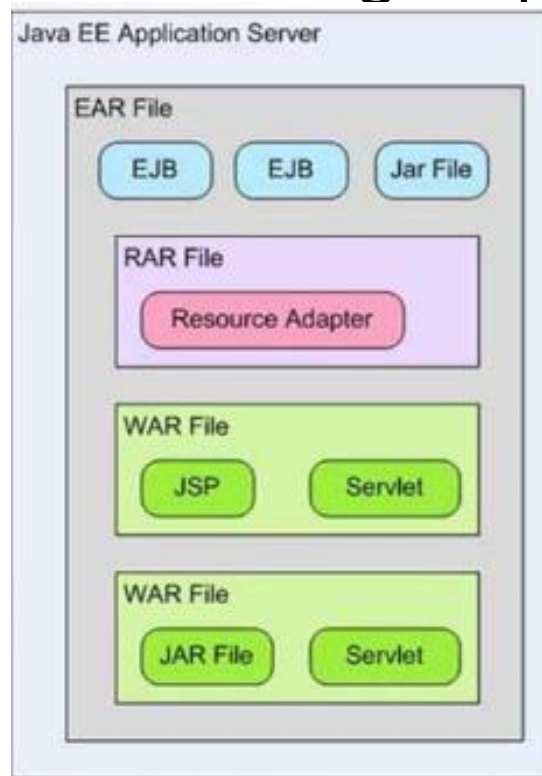 Java EE Application Server
EAR File
EJB EJB Jar File
RAR File
Resource Adapter
WAR File
JSP Servlet
WAR File
JAR File Servlet